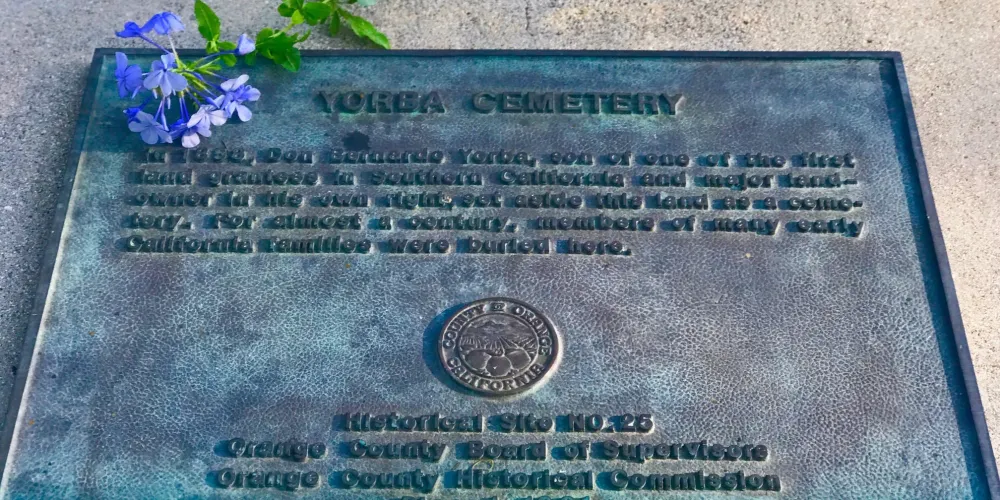 YORBA CEMETERY
In Don Bernardo Yorba, son of one of the first
land grantees in Southern California and major land-
owner in his own right, set aside this land as a ceme-
tery. For almost a century, members of many early
California families were buried here.
COUNTY OF ORANGE
CALIFORNIA
Historical Site NO. 25
Orange County Board of Supervisors
Orange County Historical Commission